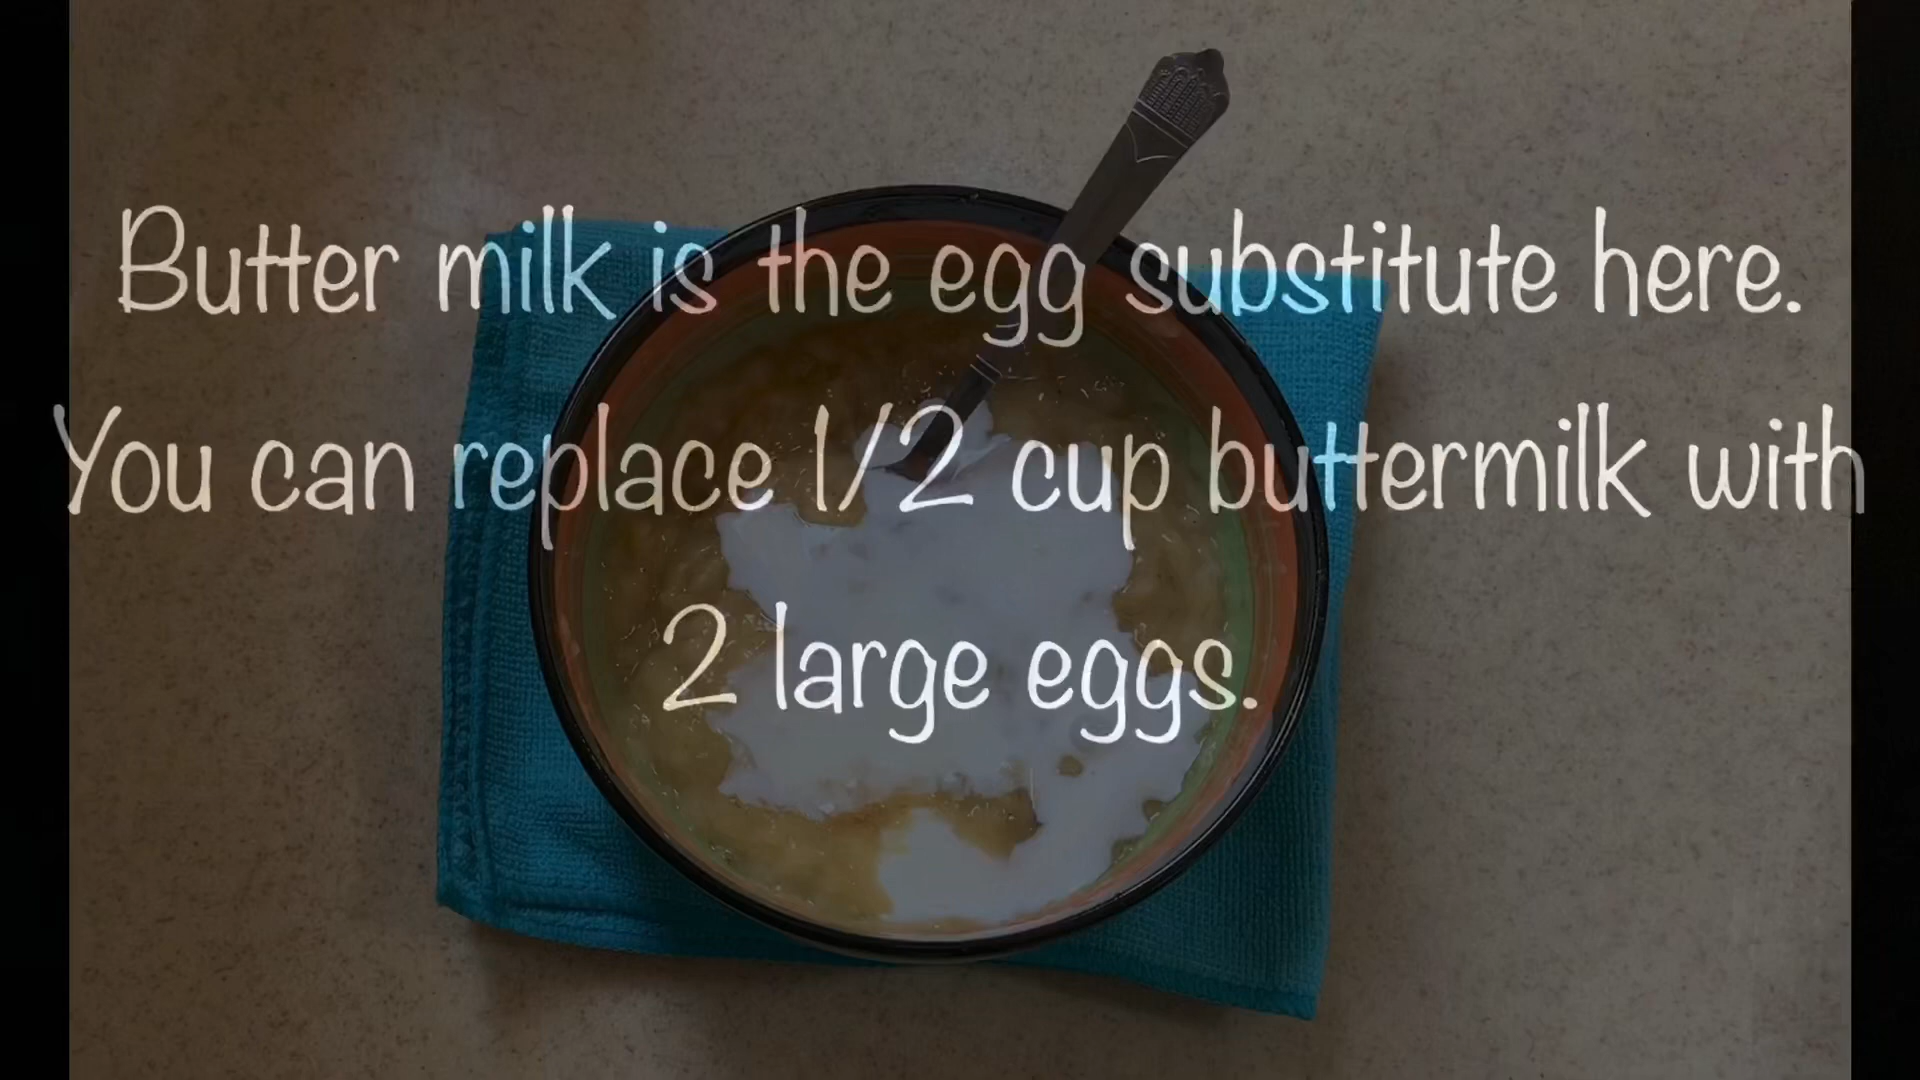 Butter milk is the egg substitute here.
You can replace 1/2 cup buttermilk with
2 large eggs.